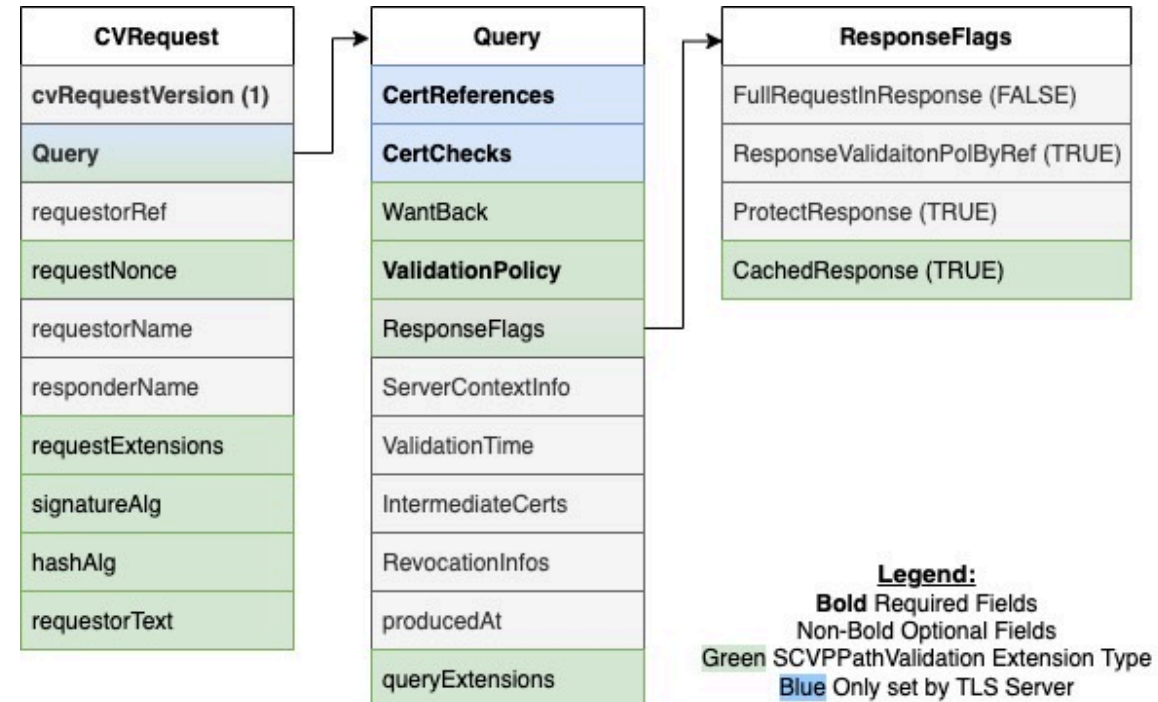 CVRequest
cvRequestVersion (1)
Query
requestorRef
requestNonce
requestorName
responderName
requestExtensions
signatureAlg
hashAlg
requestorText
Query
CertReferences
CertChecks
WantBack
ValidationPolicy
ResponseFlags
ServerContextInfo
ValidationTime
IntermediateCerts
RevocationInfos
producedAt
queryExtensions
ResponseFlags
FullRequestInResponse (FALSE)
ResponseValidaitonPolByRef (TRUE)
ProtectResponse (TRUE)
CachedResponse (TRUE)
Legend:
Bold Required Fields
Non-Bold Optional Fields
Green SCVPPathValidation Extension Type
Blue Only set by TLS Server